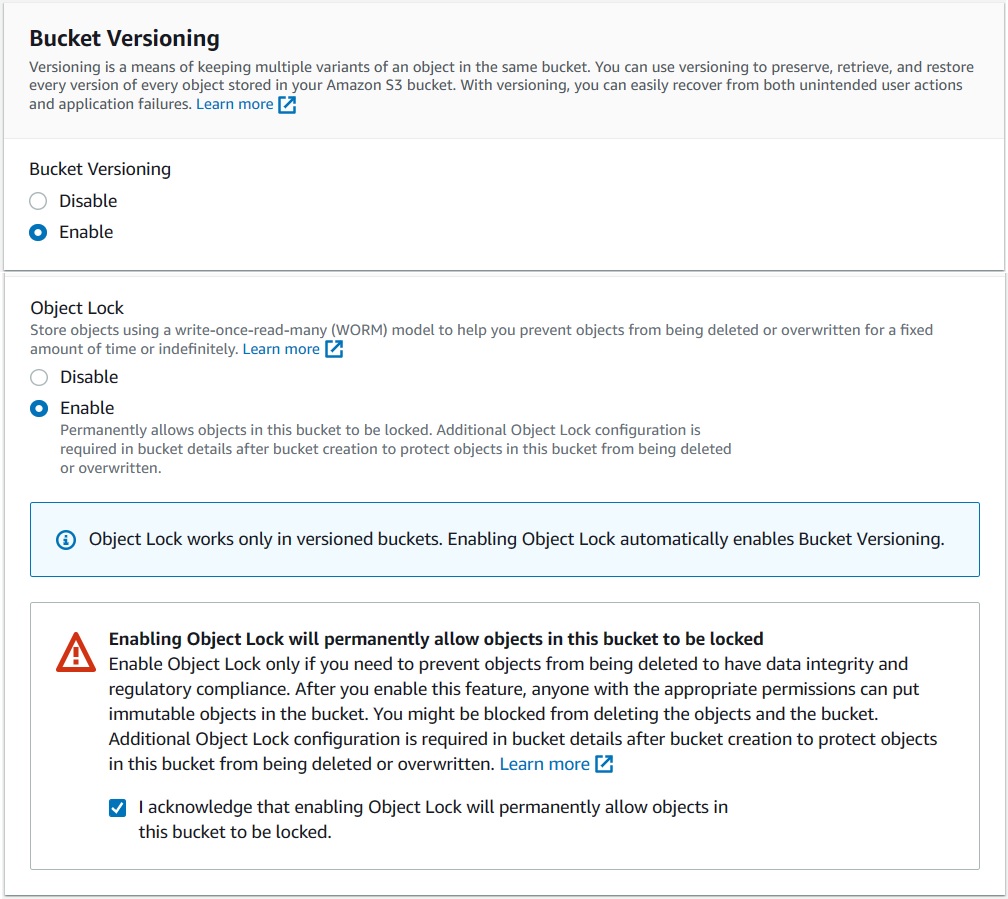 Bucket Versioning
Versioning is a means of keeping multiple variants of an object in the same bucket. You can use versioning to preserve, retrieve, and restore
every version of every object stored in your Amazon S3 bucket. With versioning, you can easily recover from both unintended user actions
and application failures. Learn more
Bucket Versioning
Disable
Enable
Object Lock
Store objects using a write-once-read-many (WORM) model to help you prevent objects from being deleted or overwritten for a fixed
amount of time or indefinitely. Learn more
Disable
Enable
Permanently allows objects in this bucket to be locked. Additional Object Lock configuration is
required in bucket details after bucket creation to protect objects in this bucket from being deleted
or overwritten.
Object Lock works only in versioned buckets. Enabling Object Lock automatically enables Bucket Versioning.
Enabling Object Lock will permanently allow objects in this bucket to be locked
Enable Object Lock only if you need to prevent objects from being deleted to have data integrity and
regulatory compliance. After you enable this feature, anyone with the appropriate permissions can put
immutable objects in the bucket. You might be blocked from deleting the objects and the bucket.
Additional Object Lock configuration is required in bucket details after bucket creation to protect objects
in this bucket from being deleted or overwritten. Learn more
I acknowledge that enabling Object Lock will permanently allow objects in
this bucket to be locked.